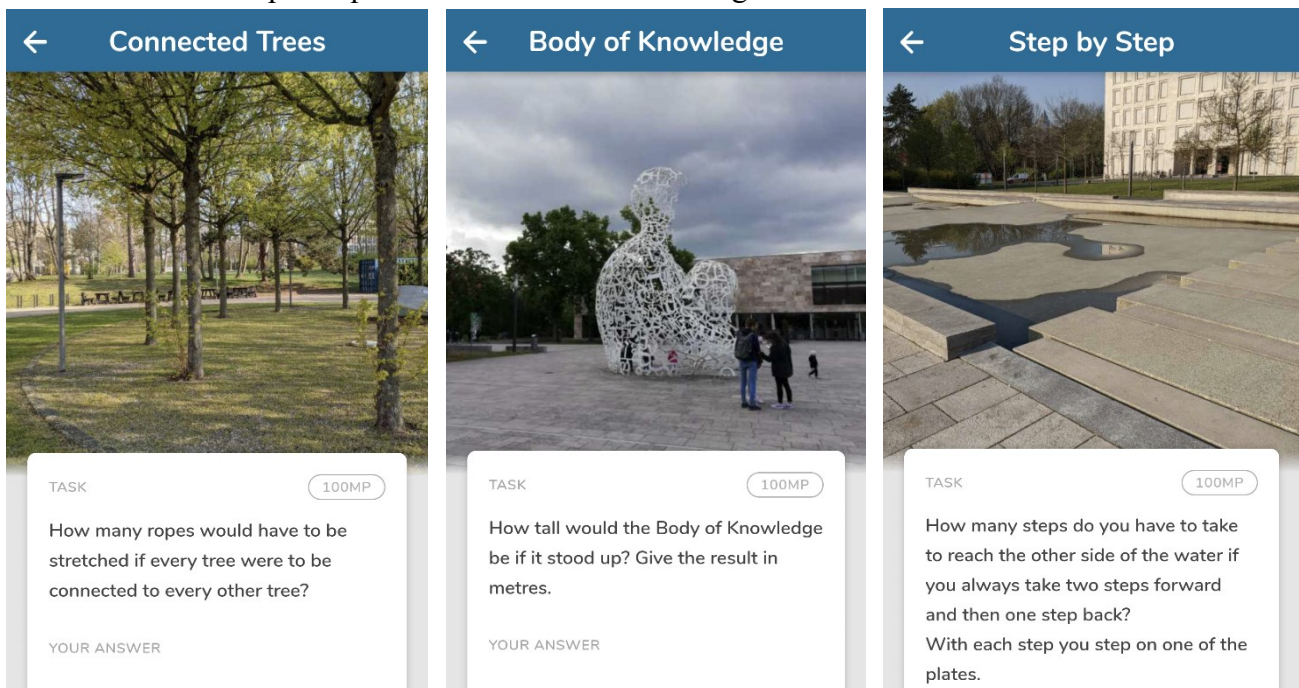 Connected Trees
TASK
100MP
How many ropes would have to be
stretched if every tree were to be
connected to every other tree?
YOUR ANSWER
Body of Knowledge
TASK
100MP
How tall would the Body of Knowledge
be if it stood up? Give the result in
metres.
YOUR ANSWER
Step by Step
TASK
100MP
How many steps do you have to take
to reach the other side of the water if
you always take two steps forward
and then one step back?
With each step you step on one of the
plates.